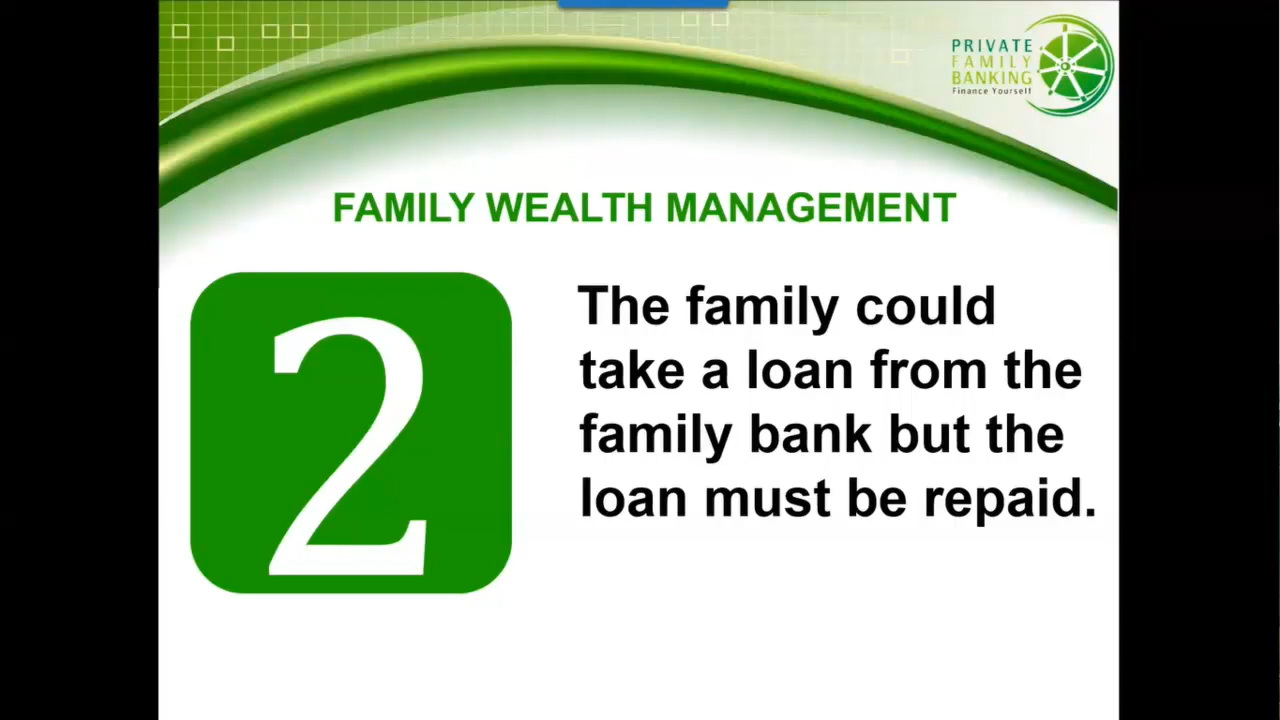 PRIVATE
FAMILY
BANKING
Finance Yourself
FAMILY WEALTH MANAGEMENT
2
The family could
take a loan from the
family bank but the
loan must be repaid.